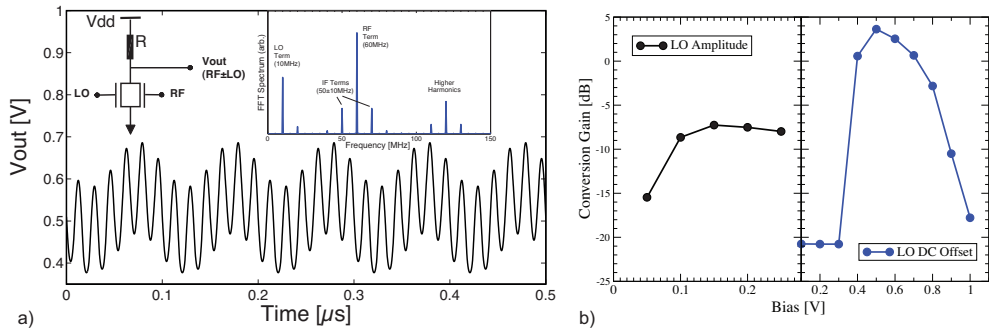 Vout [V]
1
0.9
0.8
0.7
0.6
0.5
0.4
0
0.1
0.2
0.3
0.4
0.5
Time [μs]
a)
Vdd
R
Vout
(RF±LO)
LO
RF
FFT Spectrum (arb.)
LO
Term
(10MHz)
IF Terms
(50±10MHz)
RF
Term
(60MHz)
Higher
Harmonics
0
50
100
150
Frequency [MHz]
Conversion Gain [dB]
5
0
-5
-10
-15
-20
-25
LO Amplitude
LO DC Offset
0
0.1
0.2
0.2
0.4
0.6
0.8
1
Bias [V]
b)